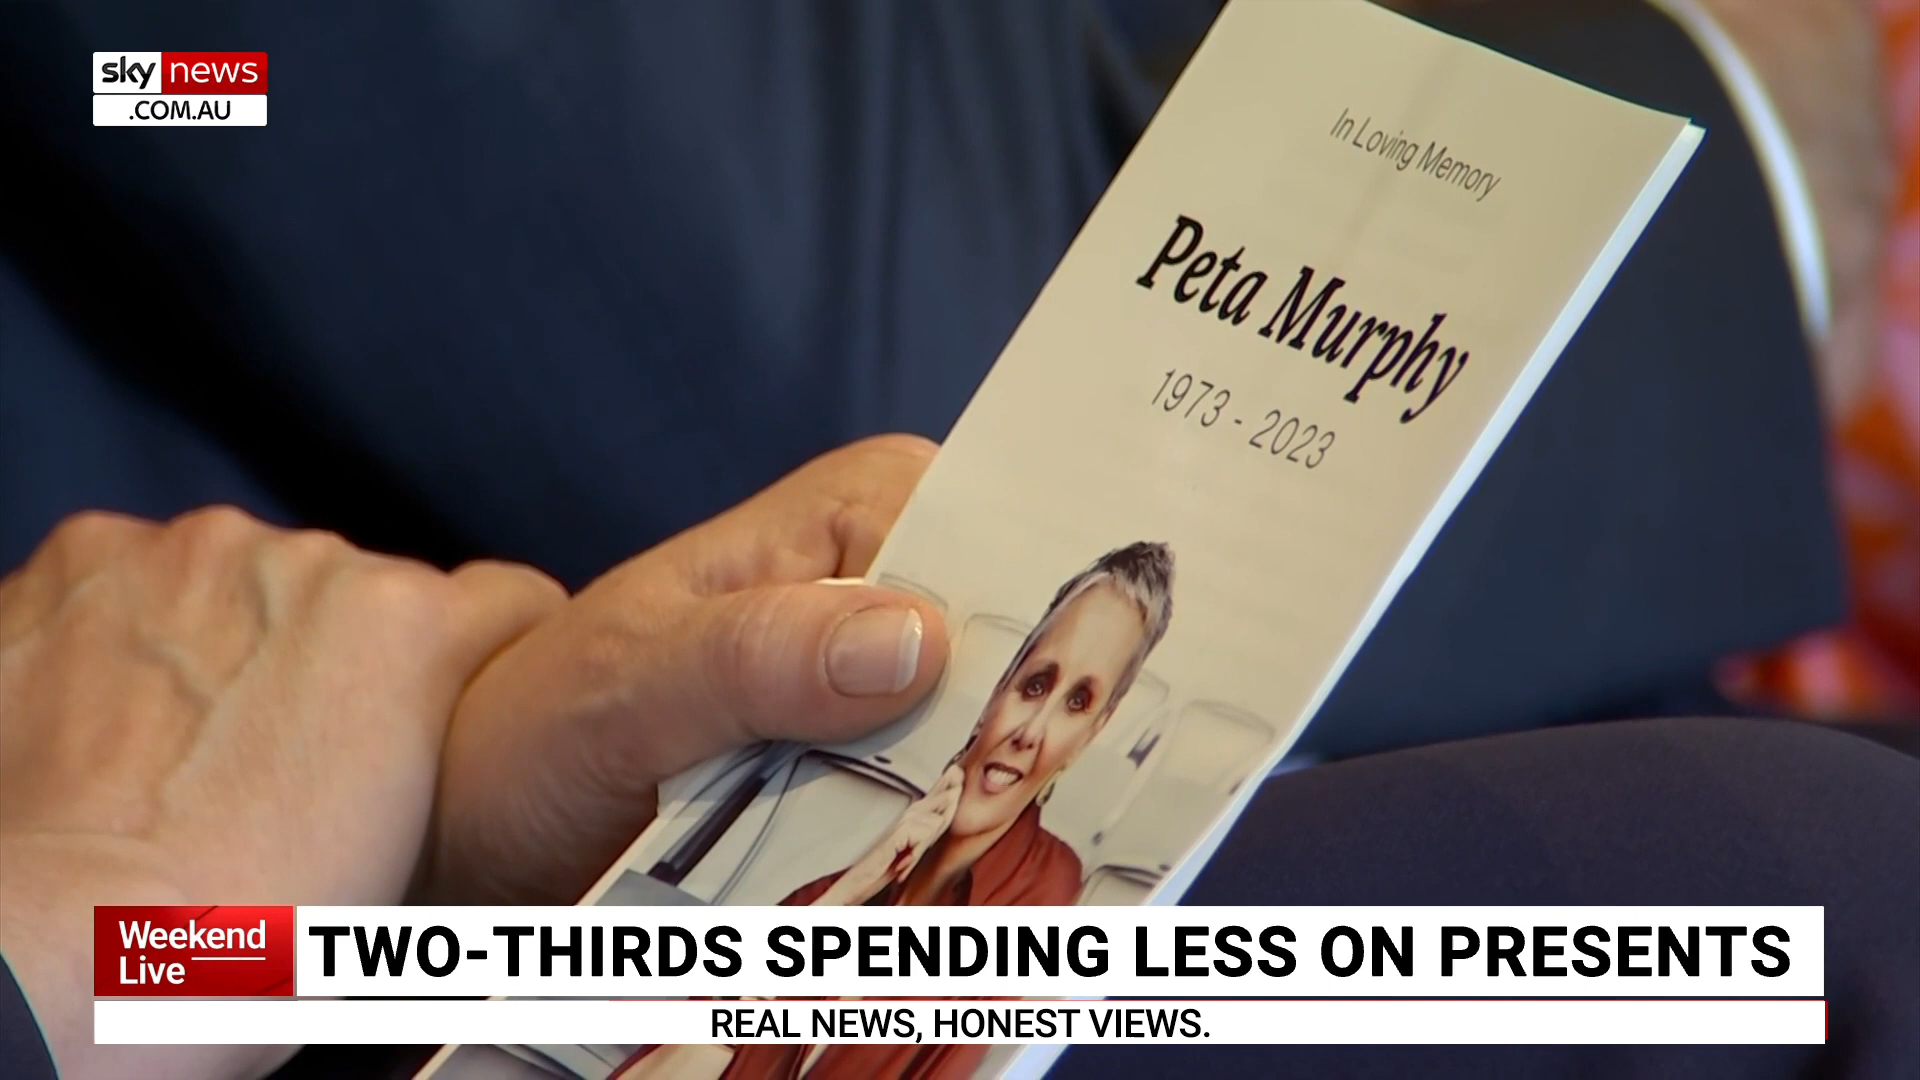 sky news
.COM.AU
In Loving Memory
Peta Murphy
1973 - 2023
Weekend
Live
TWO-THIRDS SPENDING LESS ON PRESENTS
REAL NEWS, HONEST VIEWS.